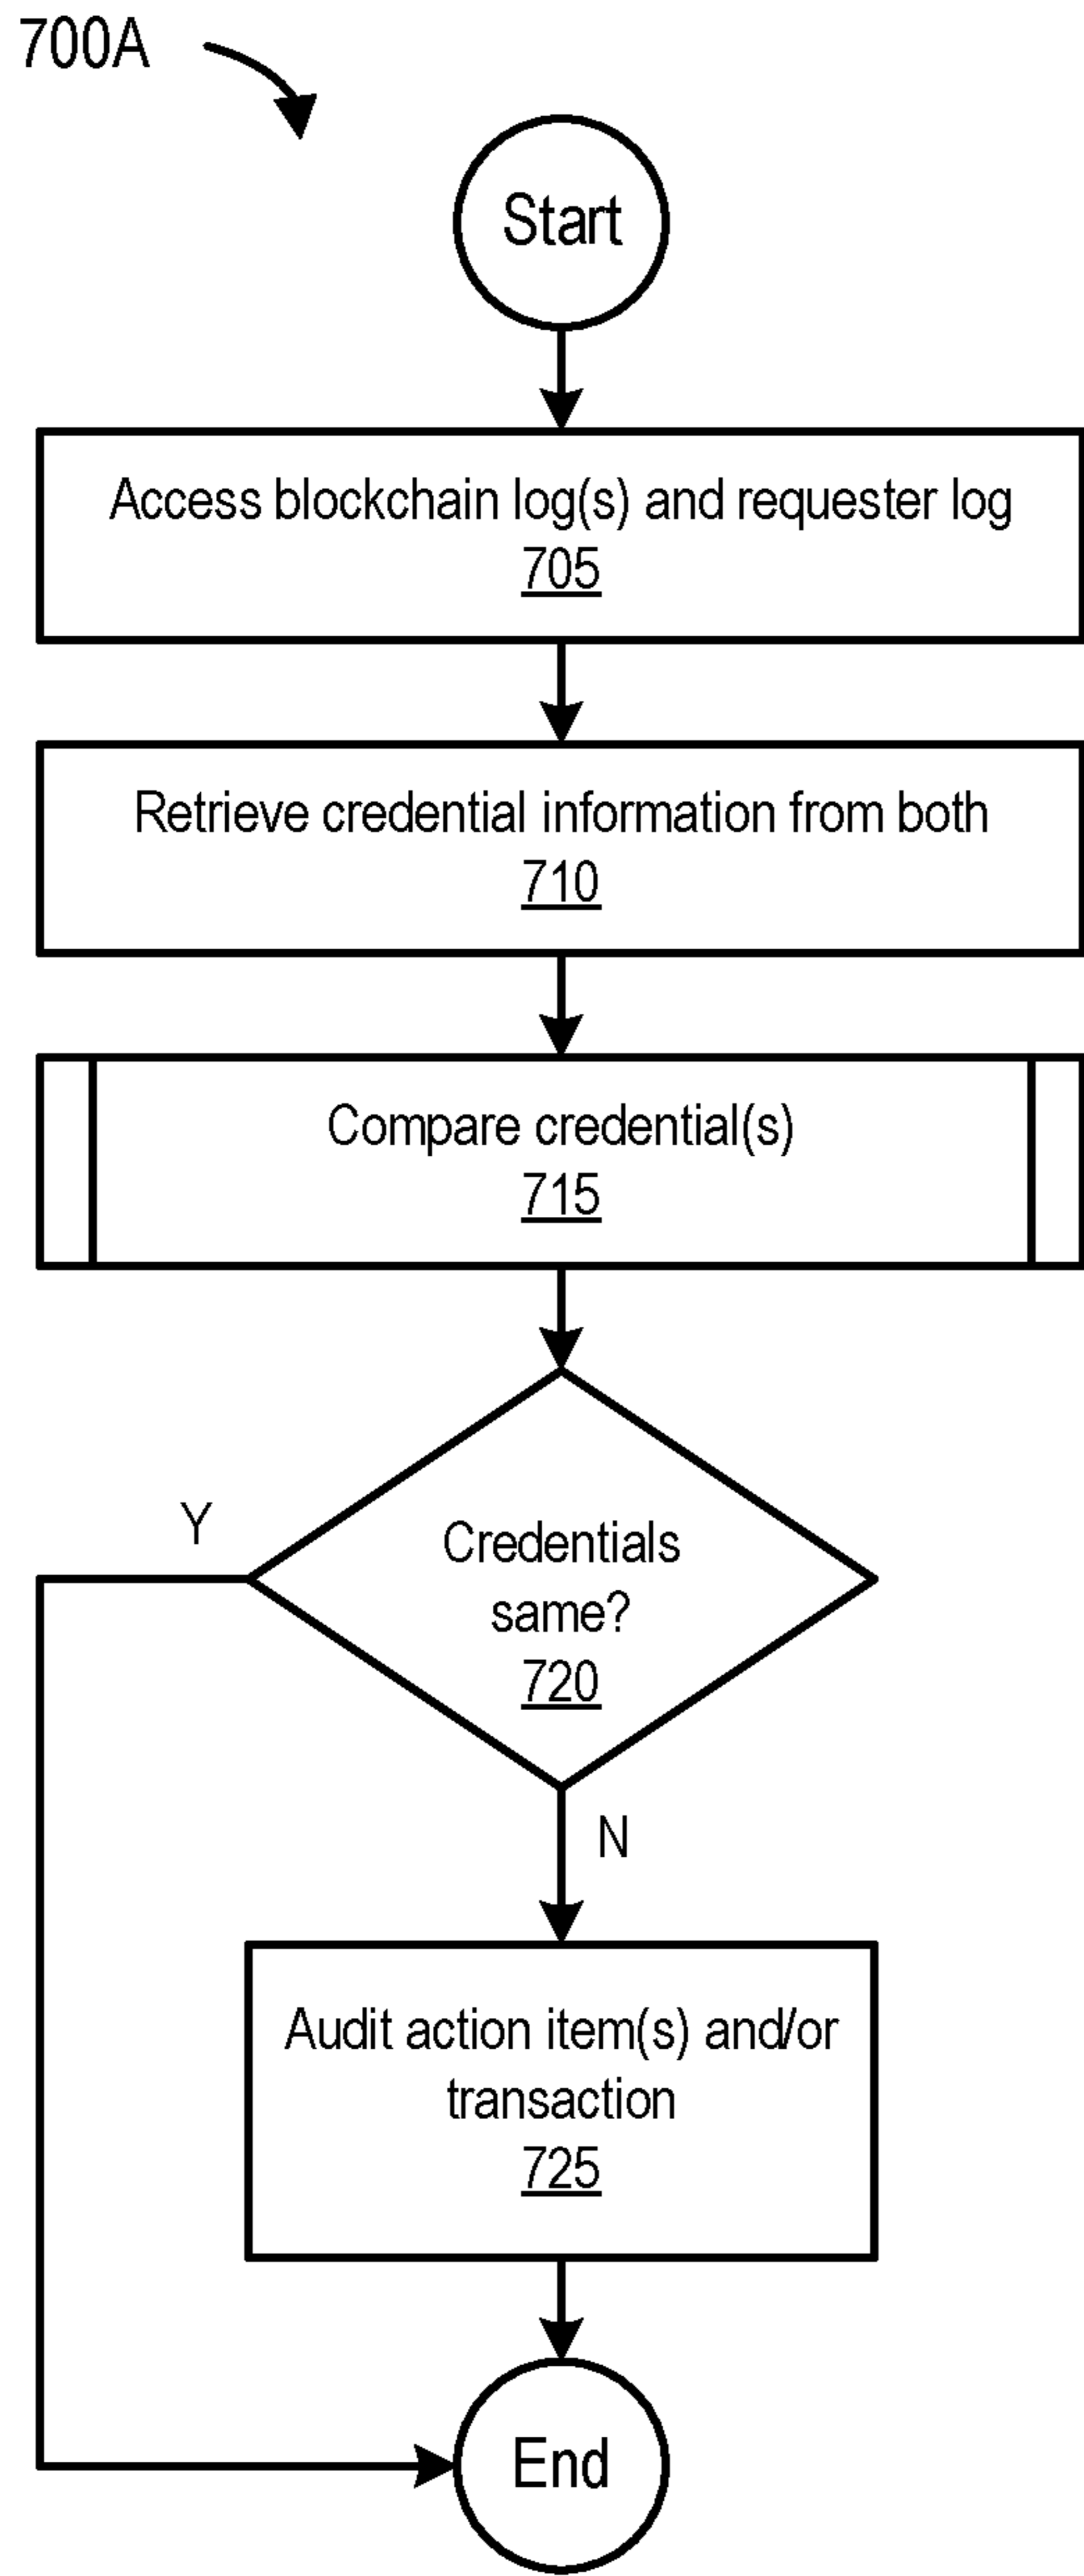 700A
Start
Access blockchain log(s) and requester log
705
Retrieve credential information from both
710
Compare credential(s)
715
Y
Credentials
same?
720
N
Audit action item(s) and/or
transaction
725
End